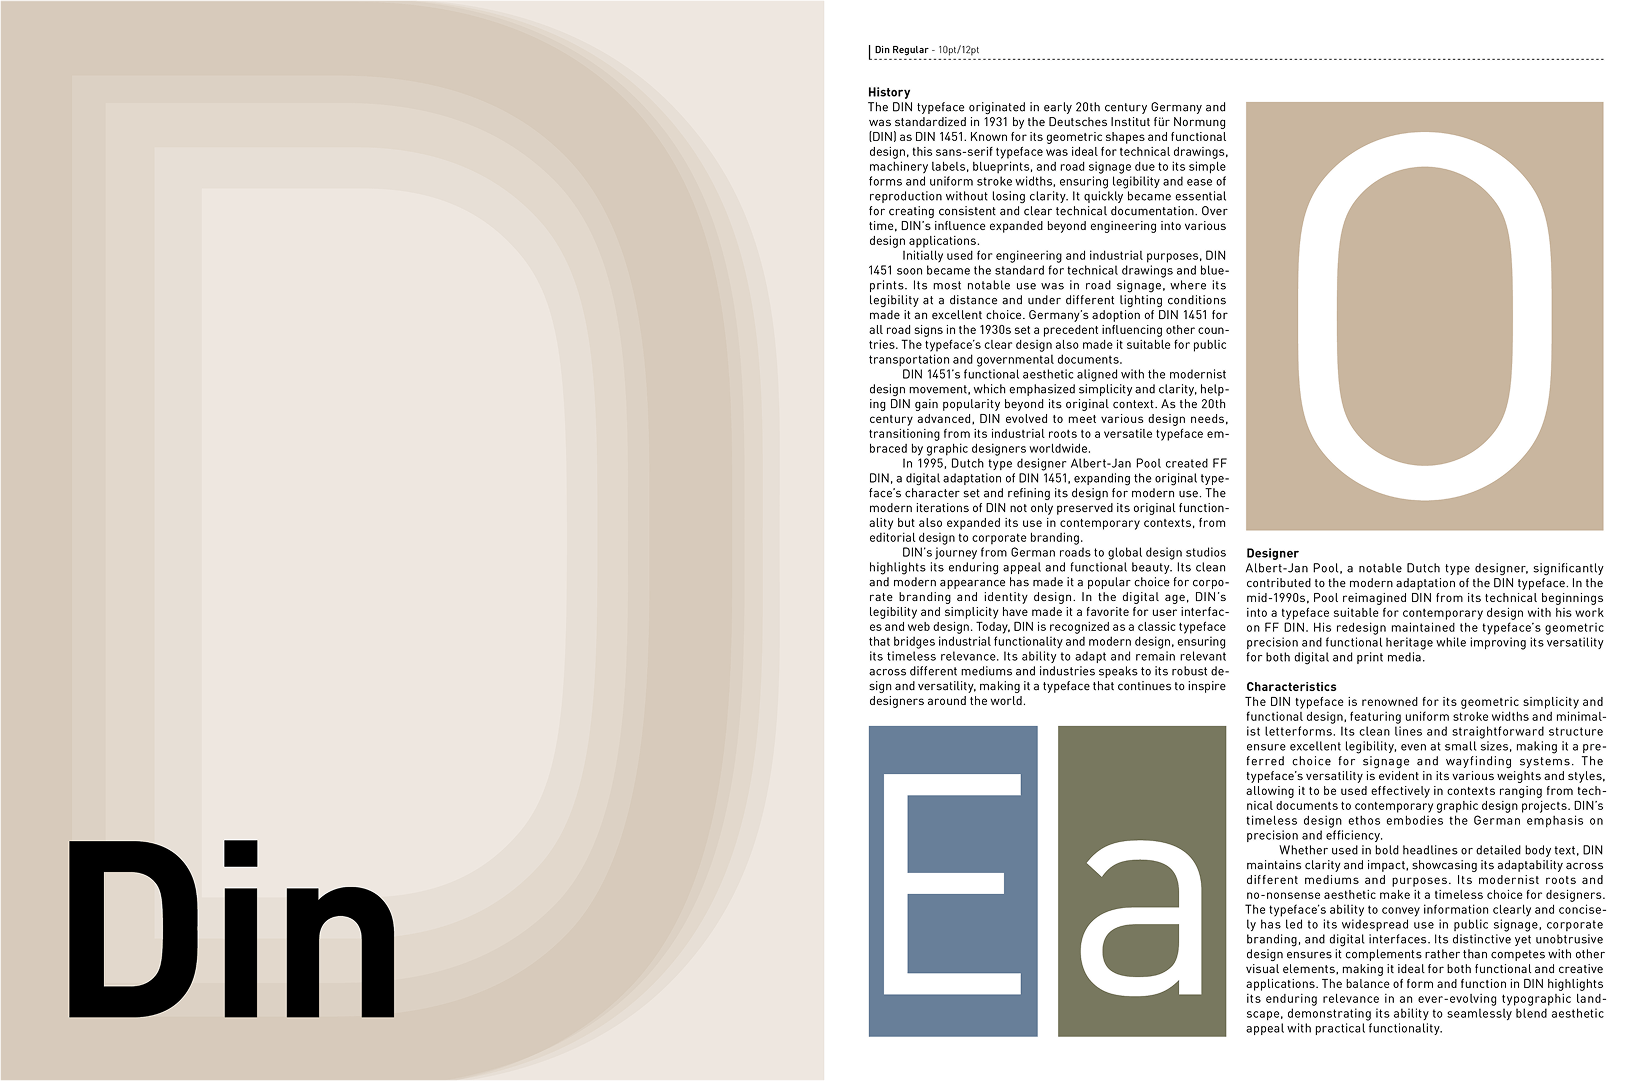 D
Din
Din Regular - 10pt/12pt
History
The DIN typeface originated in early 20th century Germany and
was standardized in 1931 by the Deutsches Institut für Normung
(DIN) as DIN 1451. Known for its geometric shapes and functional
design, this sans-serif typeface was ideal for technical drawings,
machinery labels, blueprints, and road signage due to its simple
forms and uniform stroke widths, ensuring legibility and ease of
reproduction without losing clarity. It quickly became essential
for creating consistent and clear technical documentation. Over
time, DIN's influence expanded beyond engineering into various
design applications.
Initially used for engineering and industrial purposes, DIN
1451 soon became the standard for technical drawings and blue-
prints. Its most notable use was in road signage, where its
legibility at a distance and under different lighting conditions
made it an excellent choice. Germany's adoption of DIN 1451 for
all road signs in the 1930s set a precedent influencing other coun-
tries. The typeface's clear design also made it suitable for public
transportation and governmental documents.
DIN 1451's functional aesthetic aligned with the modernist
design movement, which emphasized simplicity and clarity, help-
ing DIN gain popularity beyond its original context. As the 20th
century advanced, DIN evolved to meet various design needs,
transitioning from its industrial roots to a versatile typeface em-
braced by graphic designers worldwide.
In 1995, Dutch type designer Albert-Jan Pool created FF
DIN, a digital adaptation of DIN 1451, expanding the original type-
face's character set and refining its design for modern use. The
modern iterations of DIN not only preserved its original function-
ality but also expanded its use in contemporary contexts, from
editorial design to corporate branding.
DIN's journey from German roads to global design studios
highlights its enduring appeal and functional beauty. Its clean
and modern appearance has made it a popular choice for corpo-
rate branding and identity design. In the digital age, DIN's
legibility and simplicity have made it a favorite for user interfac-
es and web design. Today, DIN is recognized as a classic typeface
that bridges industrial functionality and modern design, ensuring
its timeless relevance. Its ability to adapt and remain relevant
across different mediums and industries speaks to its robust de-
sign and versatility, making it a typeface that continues to inspire
designers around the world.
E
a
O
Designer
Albert-Jan Pool, a notable Dutch type designer, significantly
contributed to the modern adaptation of the DIN typeface. In the
mid-1990s, Pool reimagined DIN from its technical beginnings
into a typeface suitable for contemporary design with his work
on FF DIN. His redesign maintained the typeface's geometric
precision and functional heritage while improving its versatility
for both digital and print media.
Characteristics
The DIN typeface is renowned for its geometric simplicity and
functional design, featuring uniform stroke widths and minimal-
ist letterforms. Its clean lines and straightforward structure
ensure excellent legibility, even at small sizes, making it a pre-
ferred choice for signage and wayfinding systems. The
typeface's versatility is evident in its various weights and styles,
allowing it to be used effectively in contexts ranging from tech-
nical documents to contemporary graphic design projects. DIN's
timeless design ethos embodies the German emphasis on
precision and efficiency.
Whether used in bold headlines or detailed body text, DIN
maintains clarity and impact, showcasing its adaptability across
different mediums and purposes. Its modernist roots and
no-nonsense aesthetic make it a timeless choice for designers.
The typeface's ability to convey information clearly and concise-
ly has led to its widespread use in public signage, corporate
branding, and digital interfaces. Its distinctive yet unobtrusive
design ensures it complements rather than competes with other
visual elements, making it ideal for both functional and creative
applications. The balance of form and function in DIN highlights
its enduring relevance in an ever-evolving typographic land-
scape, demonstrating its ability to seamlessly blend aesthetic
appeal with practical functionality.